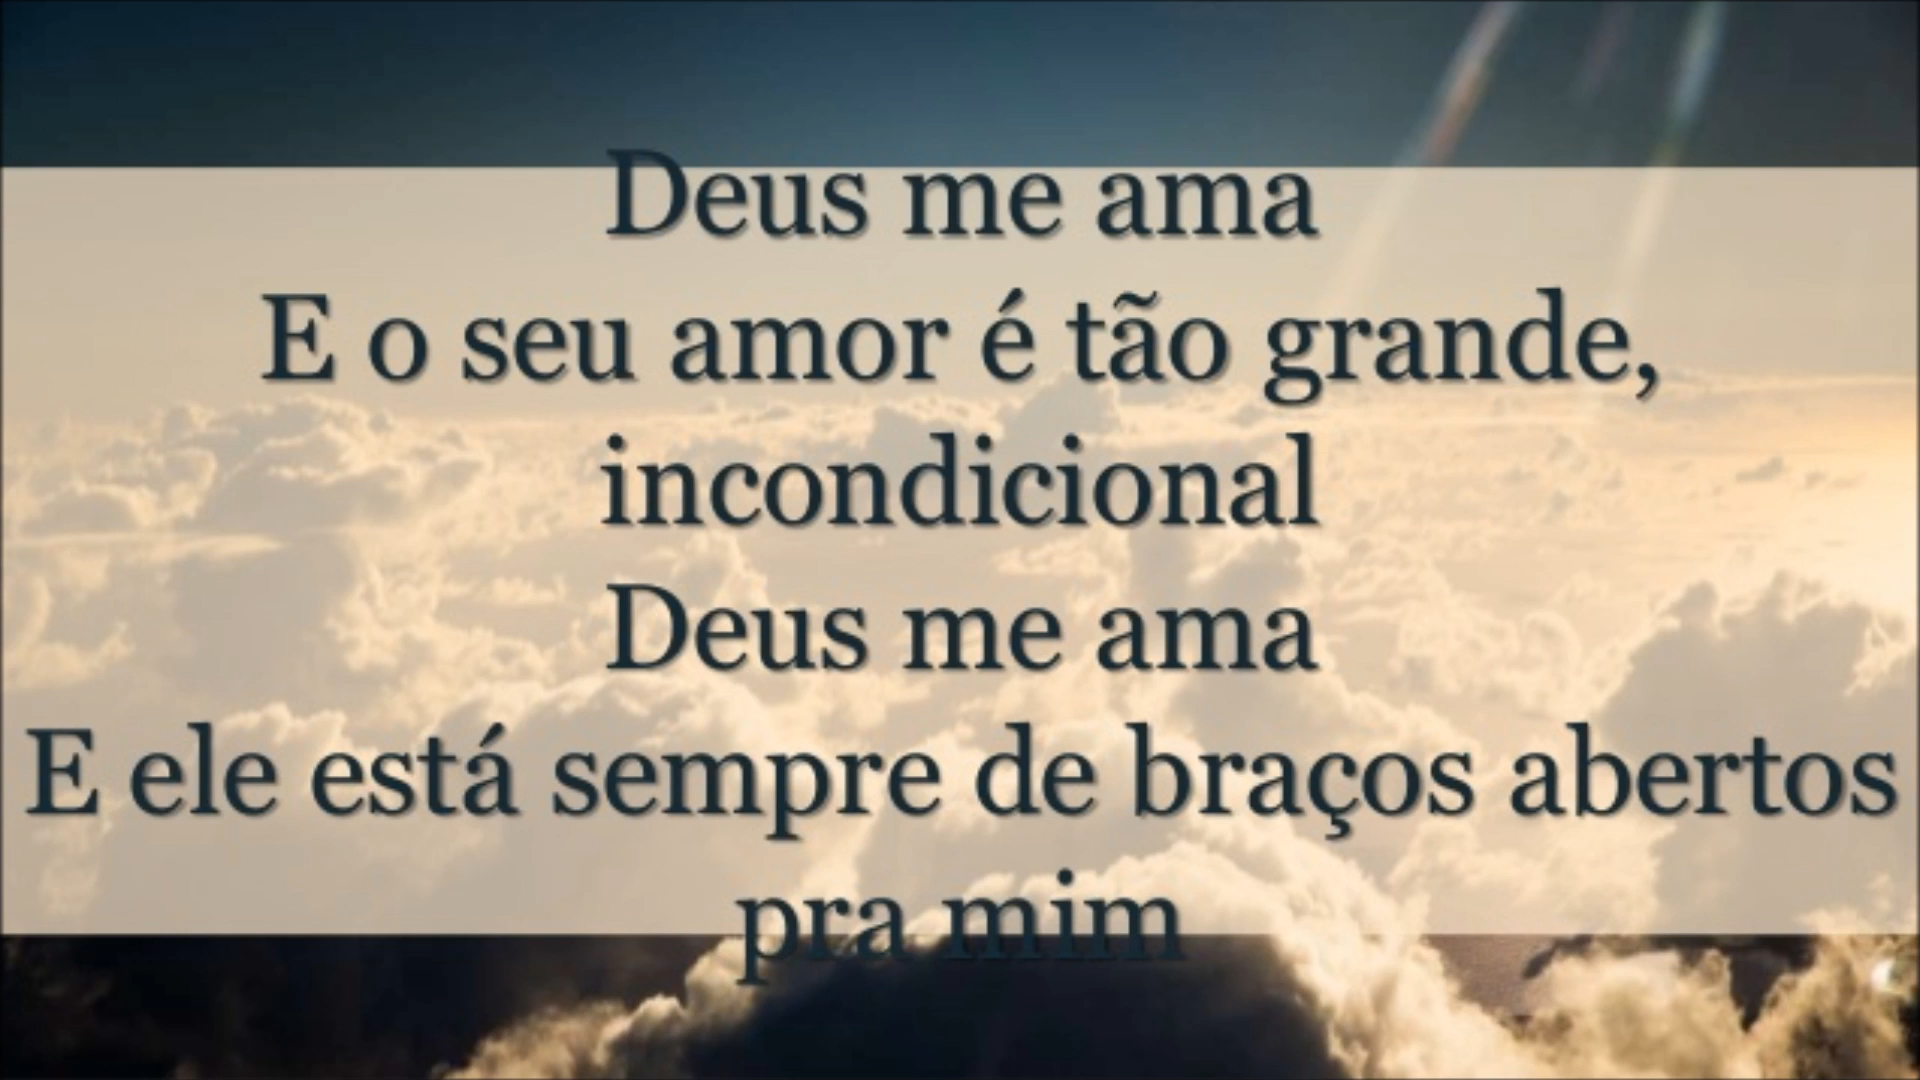 Deus me ama
E o seu amor é tão grande,
incondicional
Deus me ama
E ele está sempre de braços abertos
pra mim